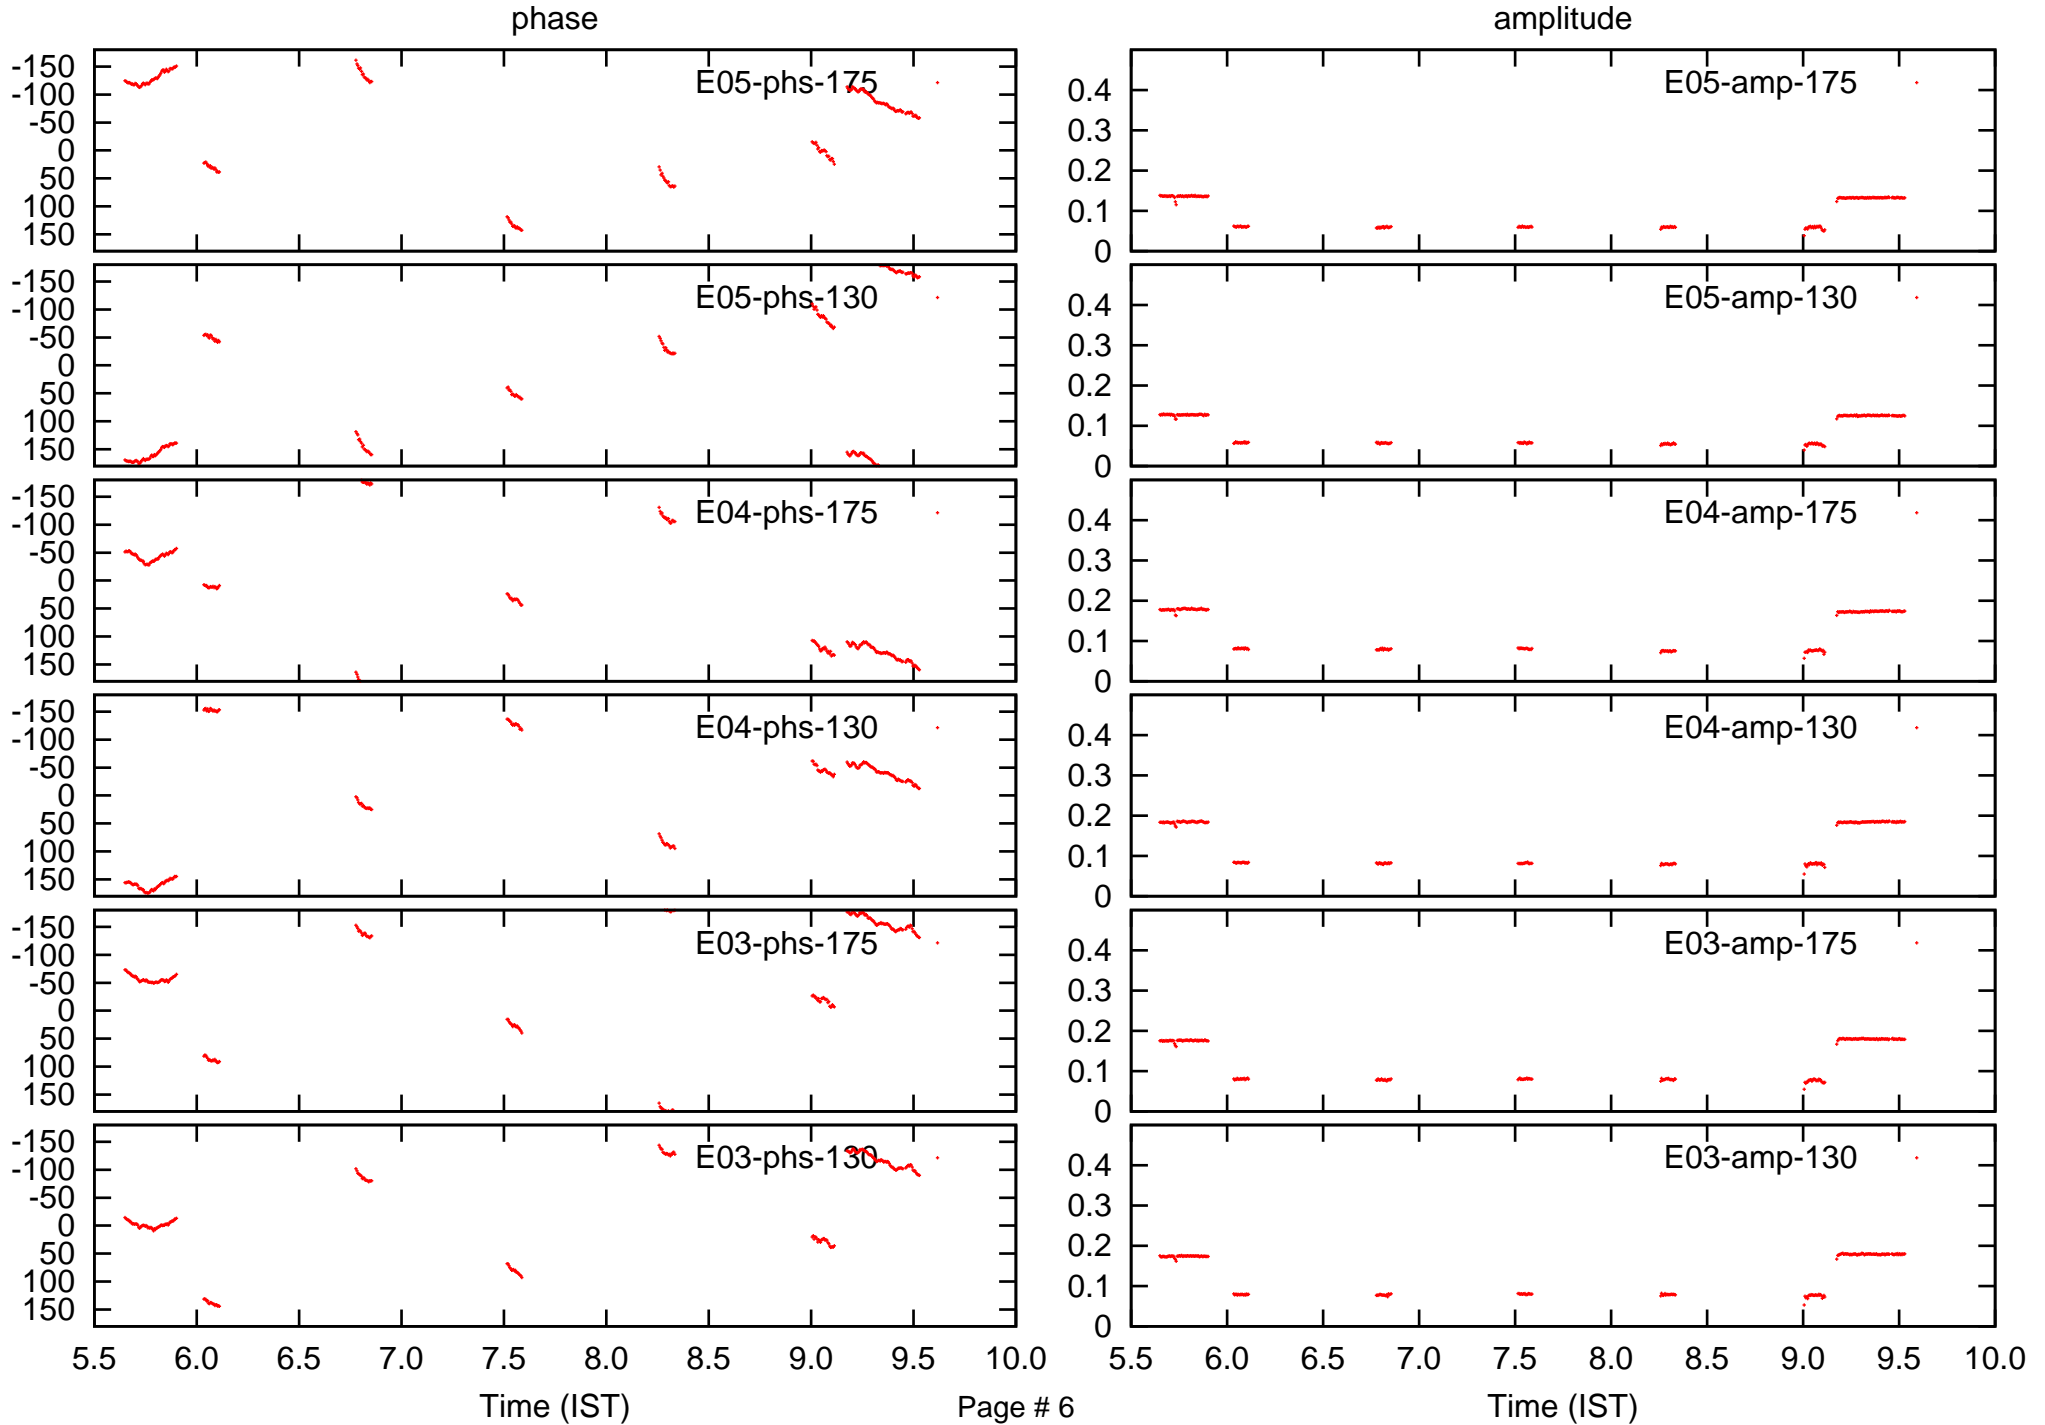 phase amplitude
-150 -100 -50 0 50 100 150 E05-phs-175 0.4 0.3 0.2 0.1 0 E05-amp-175
-150 -100 -50 0 50 100 150 E05-phs-130 0.4 0.3 0.2 0.1 0 E05-amp-130
-150 -100 -50 0 50 100 150 E04-phs-175 0.4 0.3 0.2 0.1 0 E04-amp-175
-150 -100 -50 0 50 100 150 E04-phs-130 0.4 0.3 0.2 0.1 0 E04-amp-130
-150 -100 -50 0 50 100 150 E03-phs-175 0.4 0.3 0.2 0.1 0 E03-amp-175
-150 -100 -50 0 50 100 150 E03-phs-130 0.4 0.3 0.2 0.1 0 E03-amp-130
5.5 6.0 6.5 7.0 7.5 8.0 8.5 9.0 9.5 10.0 5.5 6.0 6.5 7.0 7.5 8.0 8.5 9.0 9.5 10.0
Time (IST) Page # 6 Time (IST)